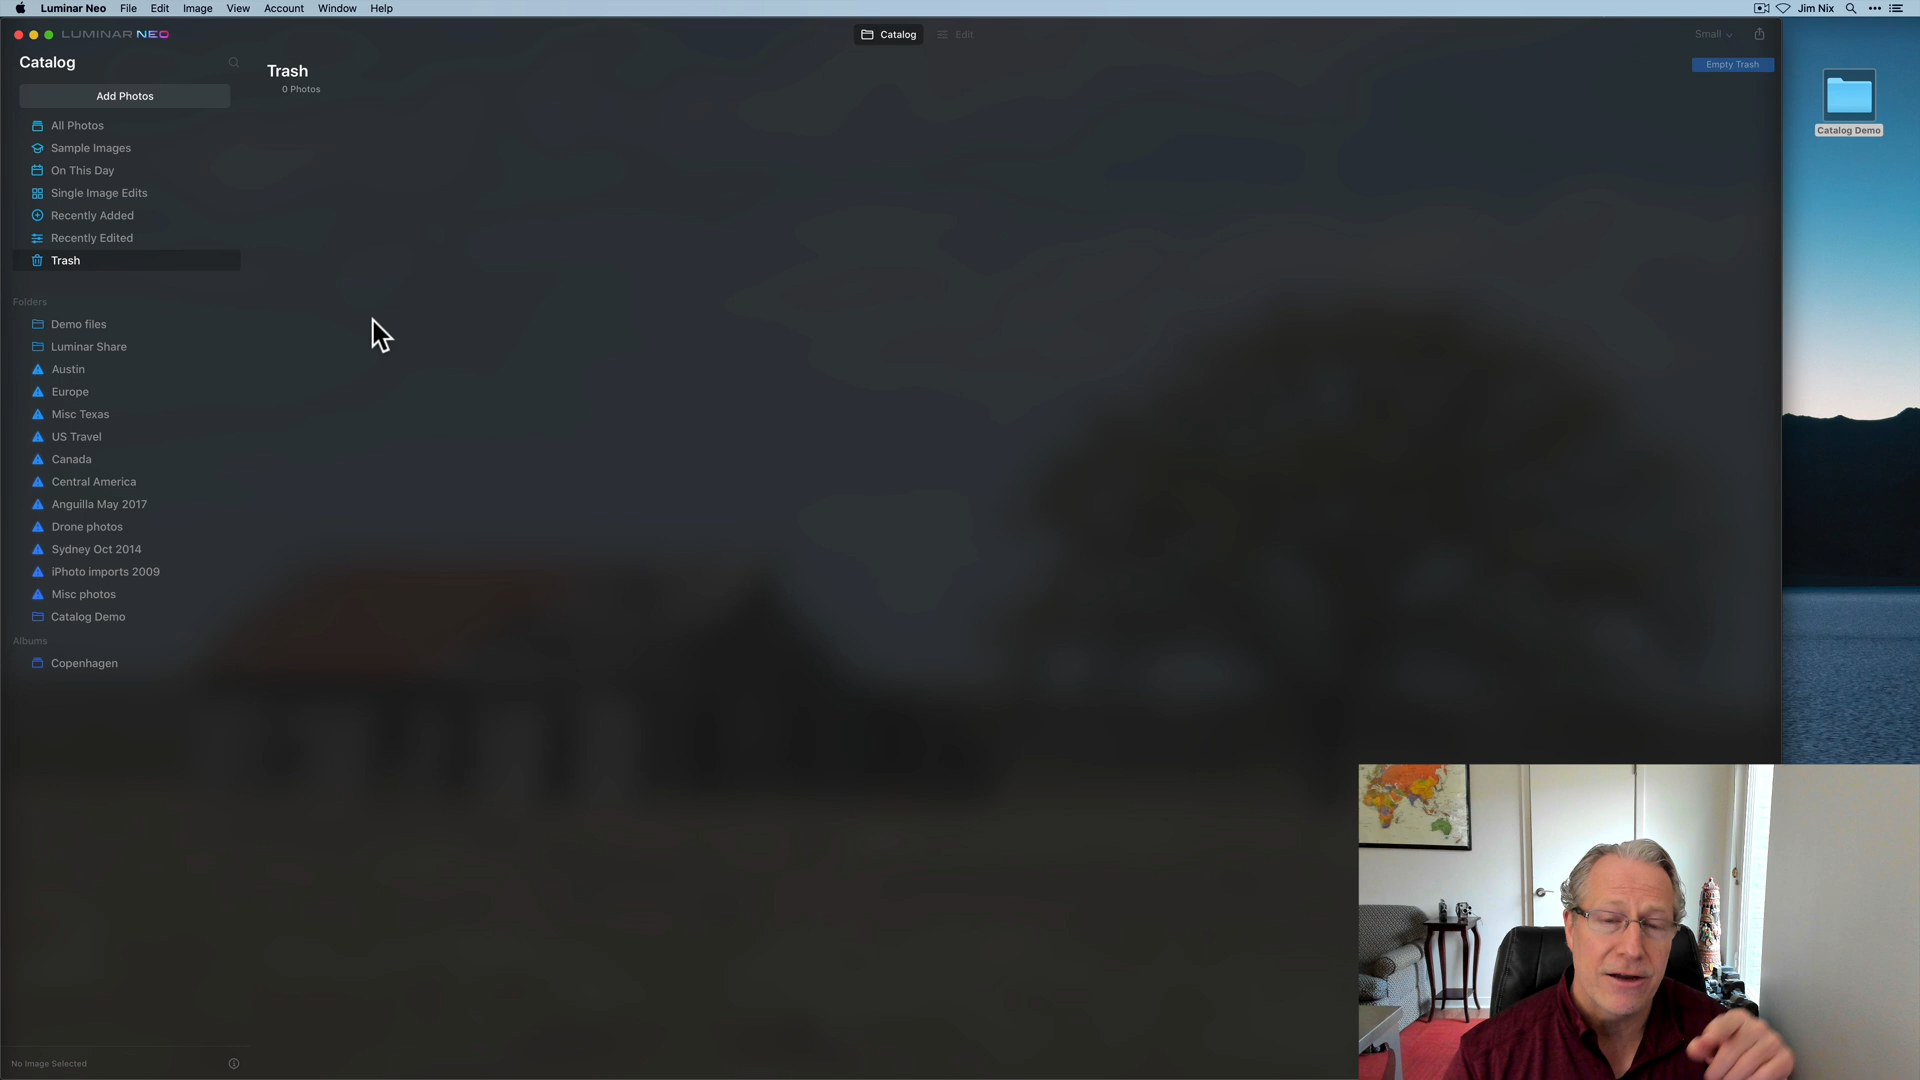 Luminar Neo File Edit Image View Account Window Help Jim Nix
LUMINAR NEO Catalog Edit Small
Catalog
Trash
Empty Trash
0 Photos
Add Photos
All Photos
Sample Images
On This Day
Single Image Edits
Recently Added
Recently Edited
Trash
Folders
Demo files
Luminar Share
Austin
Europe
Misc Texas
US Travel
Canada
Central America
Anguilla May 2017
Drone photos
Sydney Oct 2014
iPhoto imports 2009
Misc photos
Catalog Demo
Albums
Copenhagen
No Image Selected
Catalog Demo